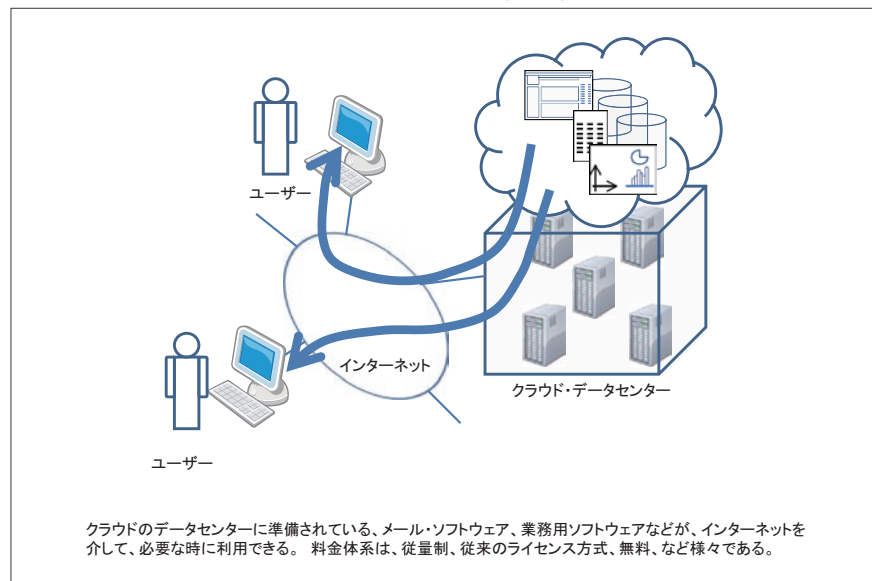 ユーザー
インターネット
クラウド・データセンター
ユーザー
クラウドのデータセンターに準備されている、メール・ソフトウェア、業務用ソフトウェアなどが、インターネットを
介して、必要な時に利用できる。 料金体系は、従量制、従来のライセンス方式、無料、など様々である。